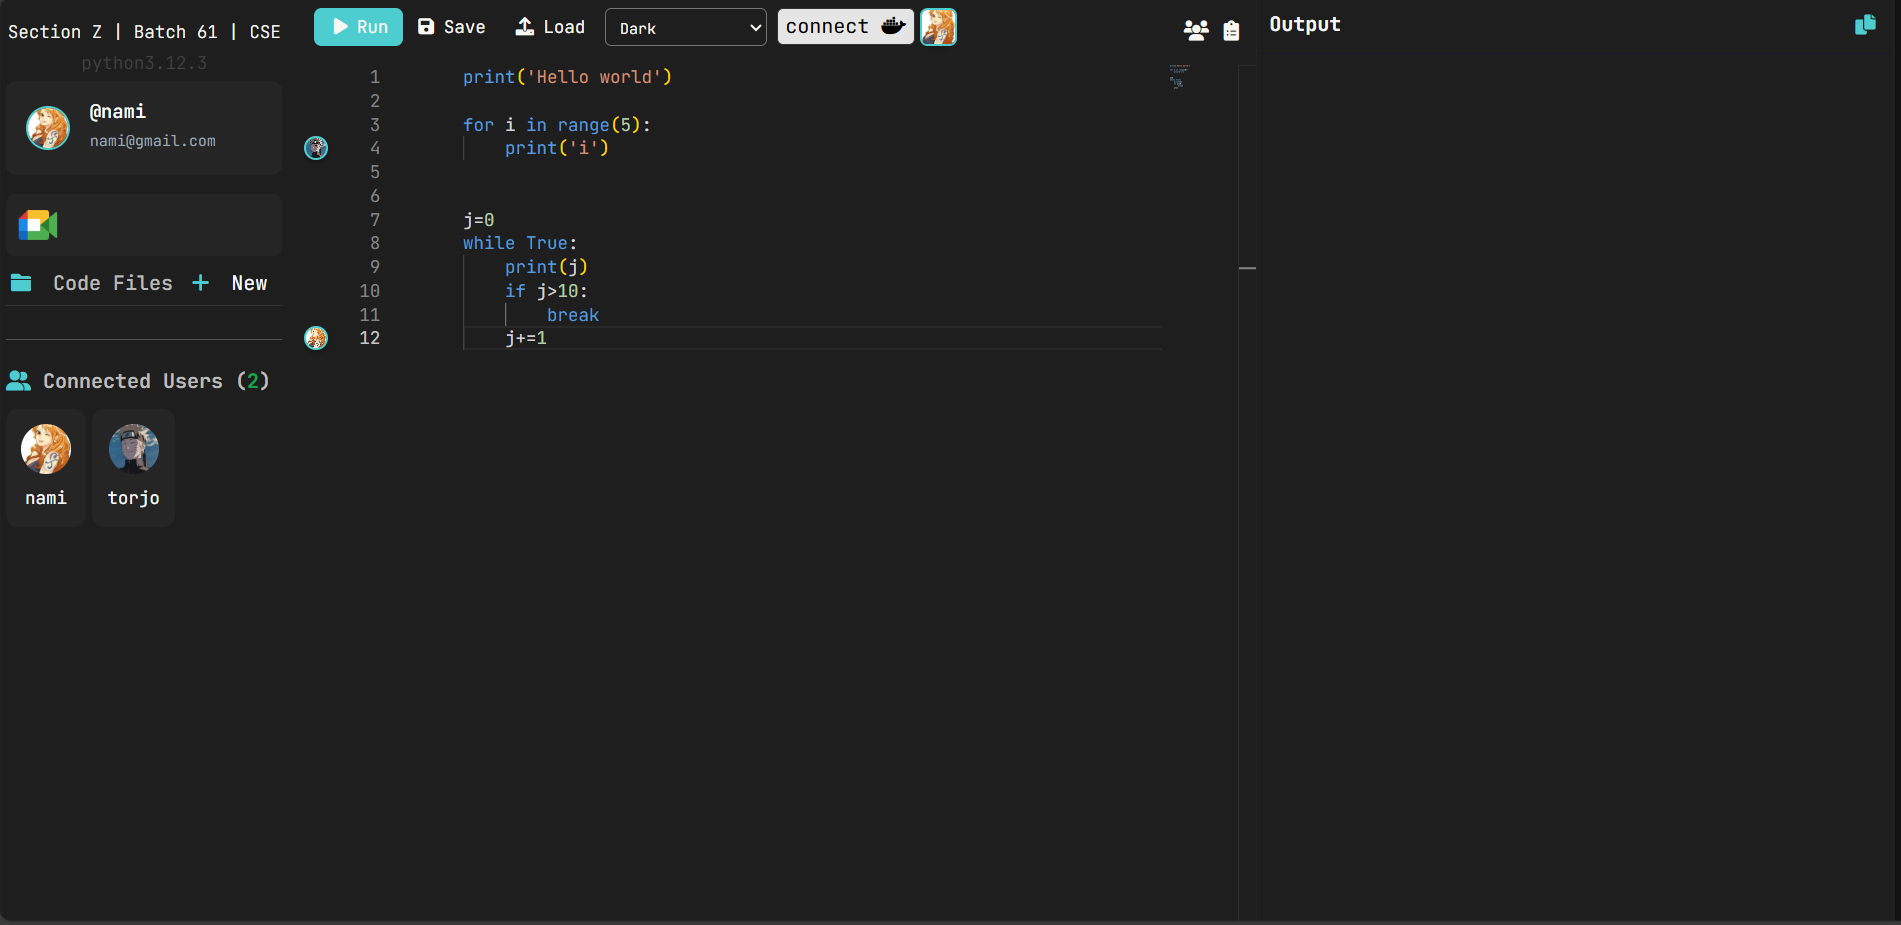 Section Z | Batch 61 | CSE
python3.12.3
@nami
nami@gmail.com
Code Files + New
Connected Users (2)
nami
torjo
Run
Save
Load
Dark
connect
1 print('Hello world')
2
3 for i in range(5):
4     print('i')
5
6
7 j=0
8 while True:
9     print(j)
10     if j>10:
11         break
12     j+=1
Output